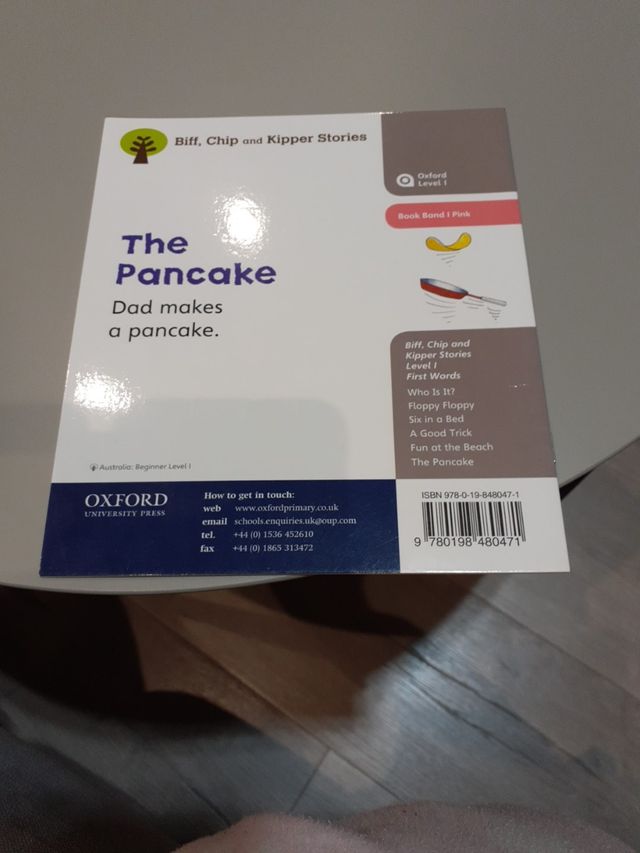 Biff, Chip and Kipper Stories
Oxford
Level 1
Book Band 1 Pink
The
Pancake
Dad makes
a pancake.
Biff, Chip and
Kipper Stories
Level 1
First Words
Who Is It?
Floppy Floppy
Six in a Bed
A Good Trick
Fun at the Beach
The Pancake
Australia: Beginner Level 1
OXFORD
UNIVERSITY PRESS
How to get in touch:
web www.oxfordprimary.co.uk
email schools.enquiries.uk@oup.com
tel. +44 (0) 1536 452610
fax +44 (0) 1865 313472
ISBN 978-0-19-848047-1
9 780198 480471